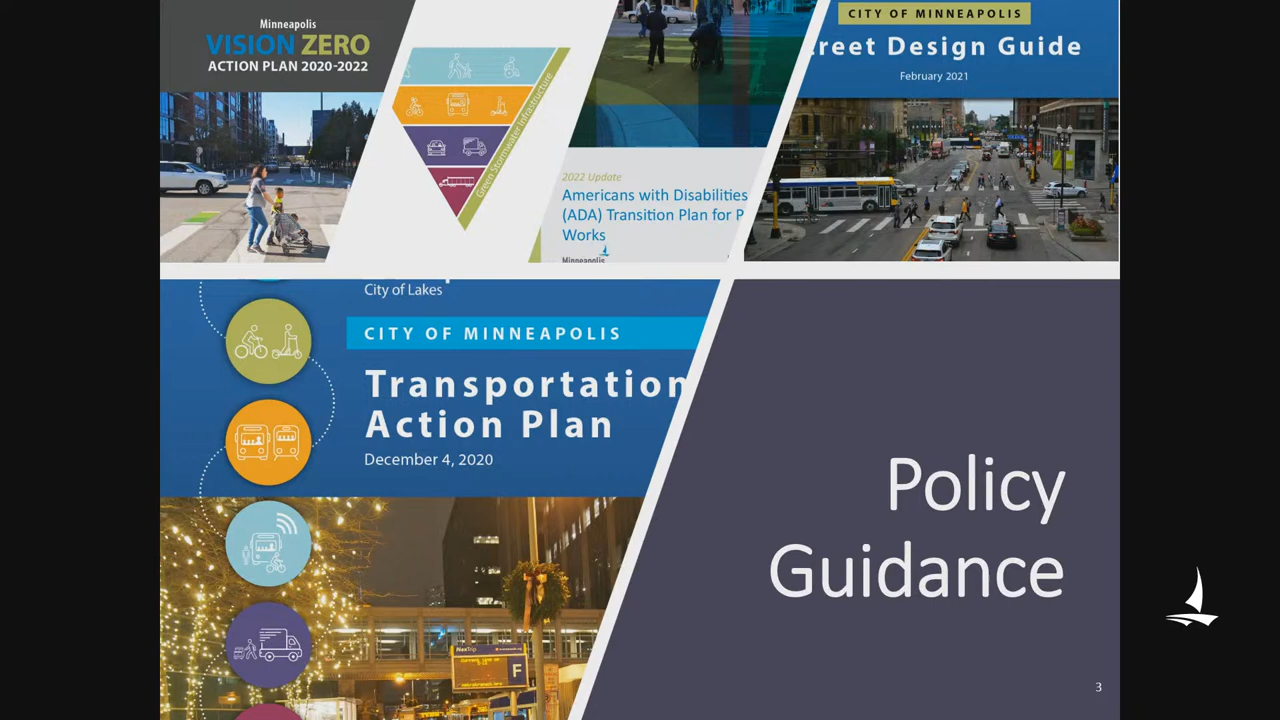 Minneapolis
VISION ZERO
ACTION PLAN 2020-2022
Green Stormwater Infrastructure
2022 Update
Americans with Disabilities
(ADA) Transition Plan for P
Works
Minneapolis
CITY OF MINNEAPOLIS
reet Design Guide
February 2021
City of Lakes
CITY OF MINNEAPOLIS
Transportation
Action Plan
December 4, 2020
NexTrip
F
Policy
Guidance
3